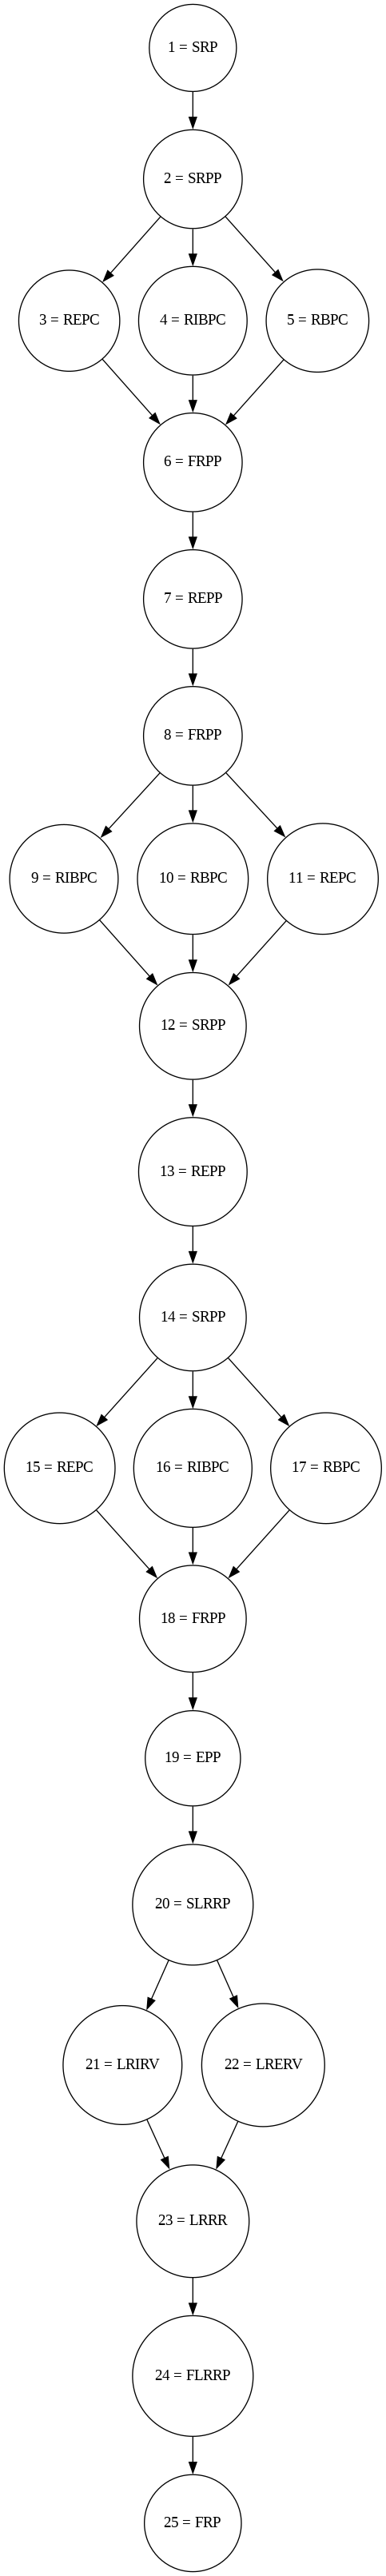 1 = SRP
2 = SRPP
3 = REPC
4 = RIBPC
5 = RBPC
6 = FRPP
7 = REPP
8 = FRPP
9 = RIBPC
10 = RBPC
11 = REPC
12 = SRPP
13 = REPP
14 = SRPP
15 = REPC
16 = RIBPC
17 = RBPC
18 = FRPP
19 = EPP
20 = SLRRP
21 = LRIRV
22 = LRERV
23 = LRRR
24 = FLRRP
25 = FRP